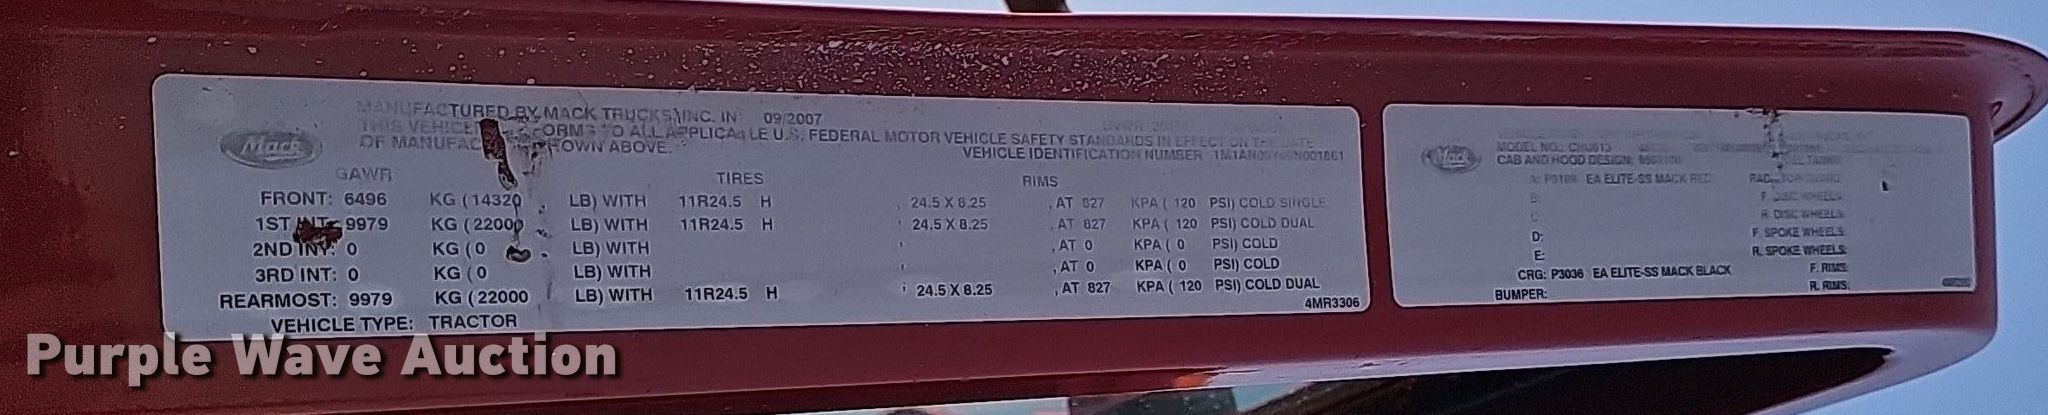 MANUFACTURED BY MACK TRUCKS INC. IN 09/2007
THIS VEHICLE TO ALL APPLICABLE U.S. FEDERAL MOTOR VEHICLE SAFETY STANDARDS IN EFFECT ON THE DATE
OF SHOWN ABOVE.
VEHICLE IDENTIFICATION NUMBER
Mack
GAWR TIRES RIMS
FRONT: 6496 KG (14320 LB) WITH 11R24.5 H , 24.5 X 8.25 , AT 827 KPA ( 120 PSI) COLD SINGLE
1ST INT: 9979 KG (22000 LB) WITH 11R24.5 H , 24.5 X 8.25 , AT 827 KPA ( 120 PSI) COLD DUAL
2ND INT: 0 KG (0 LB) WITH , , AT 0 KPA ( 0 PSI) COLD
3RD INT: 0 KG (0 LB) WITH , , AT 0 KPA ( 0 PSI) COLD
REARMOST: 9979 KG (22000 LB) WITH 11R24.5 H , 24.5 X 8.25 , AT 827 KPA ( 120 PSI) COLD DUAL
VEHICLE TYPE: TRACTOR
4MR3306
Mack
MODEL NO.: CHU613
CAB AND HOOD DESIGN:
A: P9189 EA ELITE-SS MACK RED
B: F. DISC WHEELS:
C: R. DISC WHEELS:
D: F. SPOKE WHEELS:
E: R. SPOKE WHEELS:
CRG: P3036 EA ELITE-SS MACK BLACK F. RIMS:
BUMPER: R. RIMS:
Purple Wave Auction